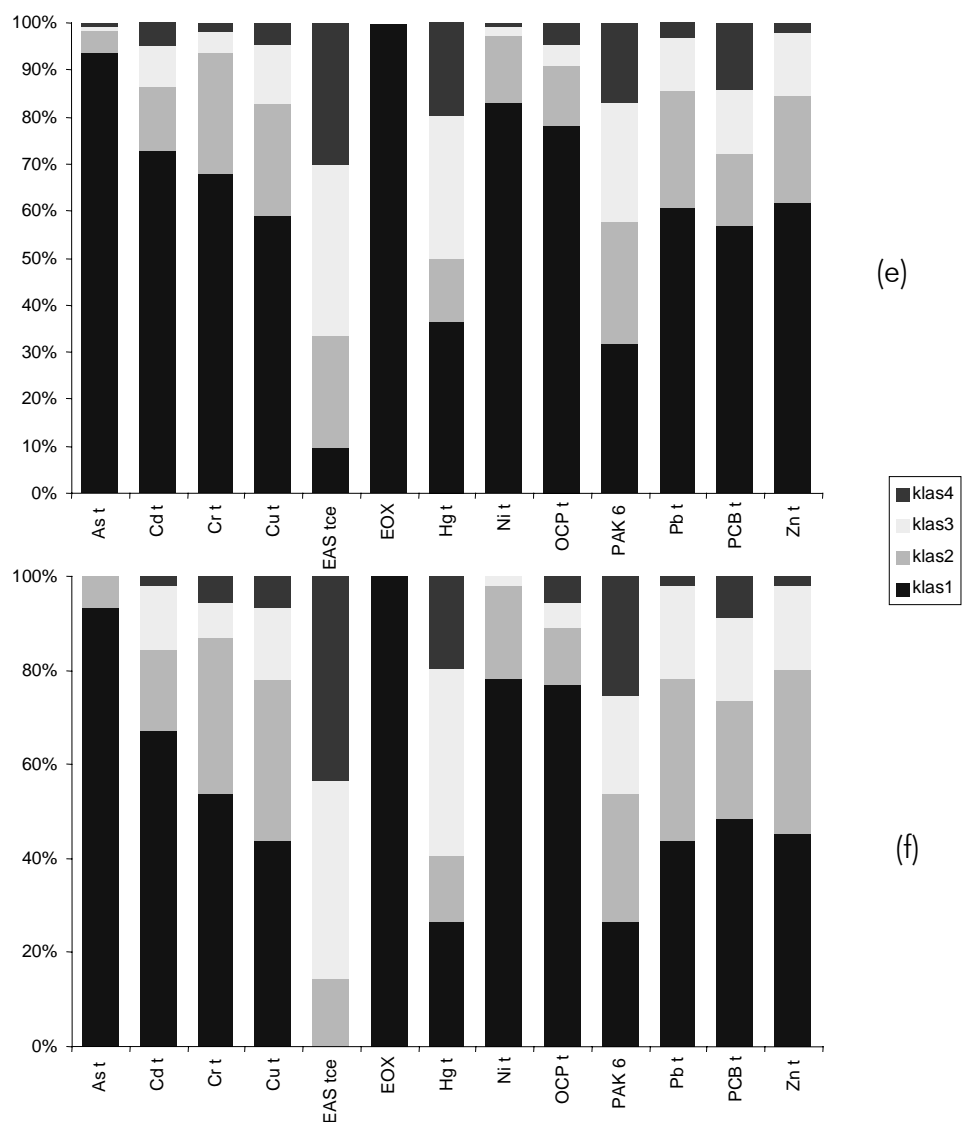 100%
90%
80%
70%
60%
50%
40%
30%
20%
10%
0%
As t
Cd t
Cr t
Cu t
EAS tce
EOX
Hg t
Ni t
OCP t
PAK 6
Pb t
PCB t
Zn t
(e)
klas4
klas3
klas2
klas1
100%
80%
60%
40%
20%
0%
As t
Cd t
Cr t
Cu t
EAS tce
EOX
Hg t
Ni t
OCP t
PAK 6
Pb t
PCB t
Zn t
(f)